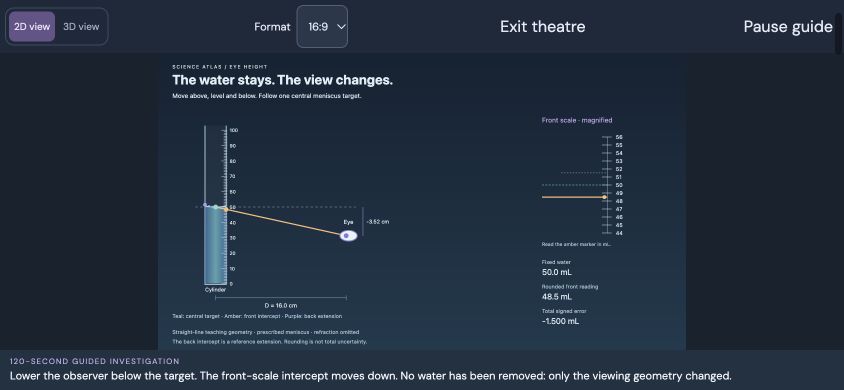 2D view
3D view
Format
16:9
Exit theatre
Pause guide
SCIENCE ATLAS / EYE HEIGHT
The water stays. The view changes.
Move above, level and below. Follow one central meniscus target.
100
90
80
70
60
50
40
30
20
10
0
Cylinder
Eye
-3.52 cm
D = 16.0 cm
Teal: central target · Amber: front intercept · Purple: back extension
Straight-line teaching geometry · prescribed meniscus · refraction omitted
The back intercept is a reference extension. Rounding is not total uncertainty.
Front scale · magnified
56
55
54
53
52
51
50
49
48
47
46
45
44
Read the amber marker in mL.
Fixed water
50.0 mL
Rounded front reading
48.5 mL
Total signed error
-1.500 mL
120-SECOND GUIDED INVESTIGATION
Lower the observer below the target. The front-scale intercept moves down. No water has been removed: only the viewing geometry changed.